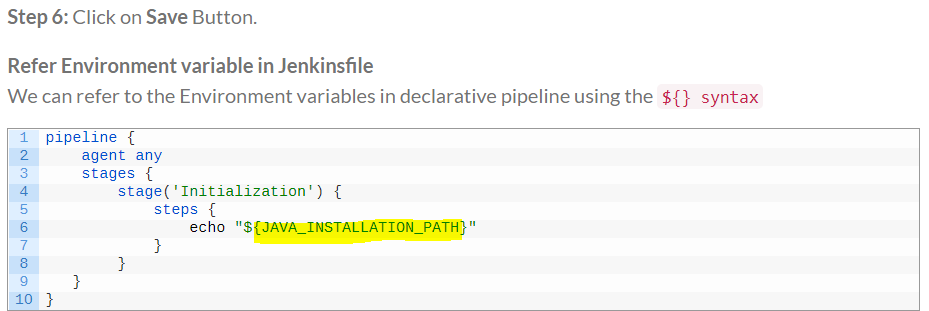 Step 6: Click on Save Button.
Refer Environment variable in Jenkinsfile
We can refer to the Environment variables in declarative pipeline using the ${} syntax
1 pipeline {
2     agent any
3     stages {
4         stage('Initialization') {
5             steps {
6                 echo "${JAVA_INSTALLATION_PATH}"
7             }
8         }
9    }
10 }